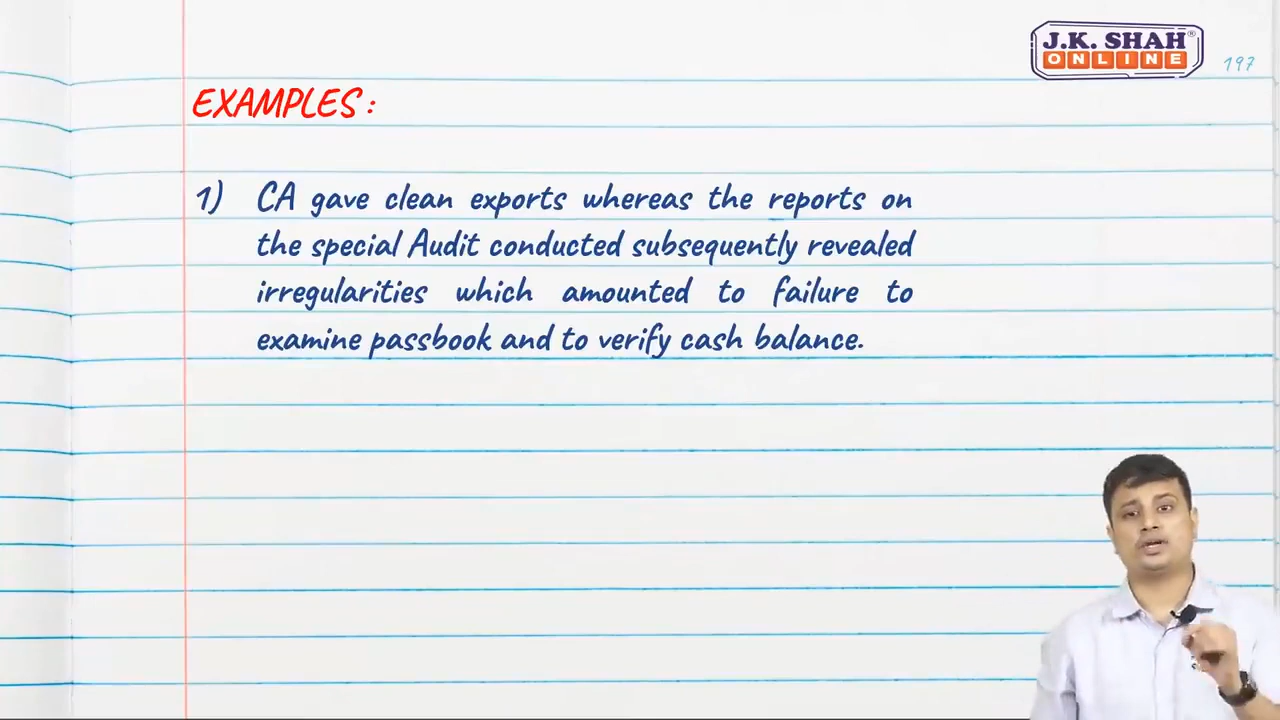 J.K. SHAH®
ONLINE
197
EXAMPLES :
1) CA gave clean exports whereas the reports on
the special Audit conducted subsequently revealed
irregularities which amounted to failure to
examine passbook and to verify cash balance.